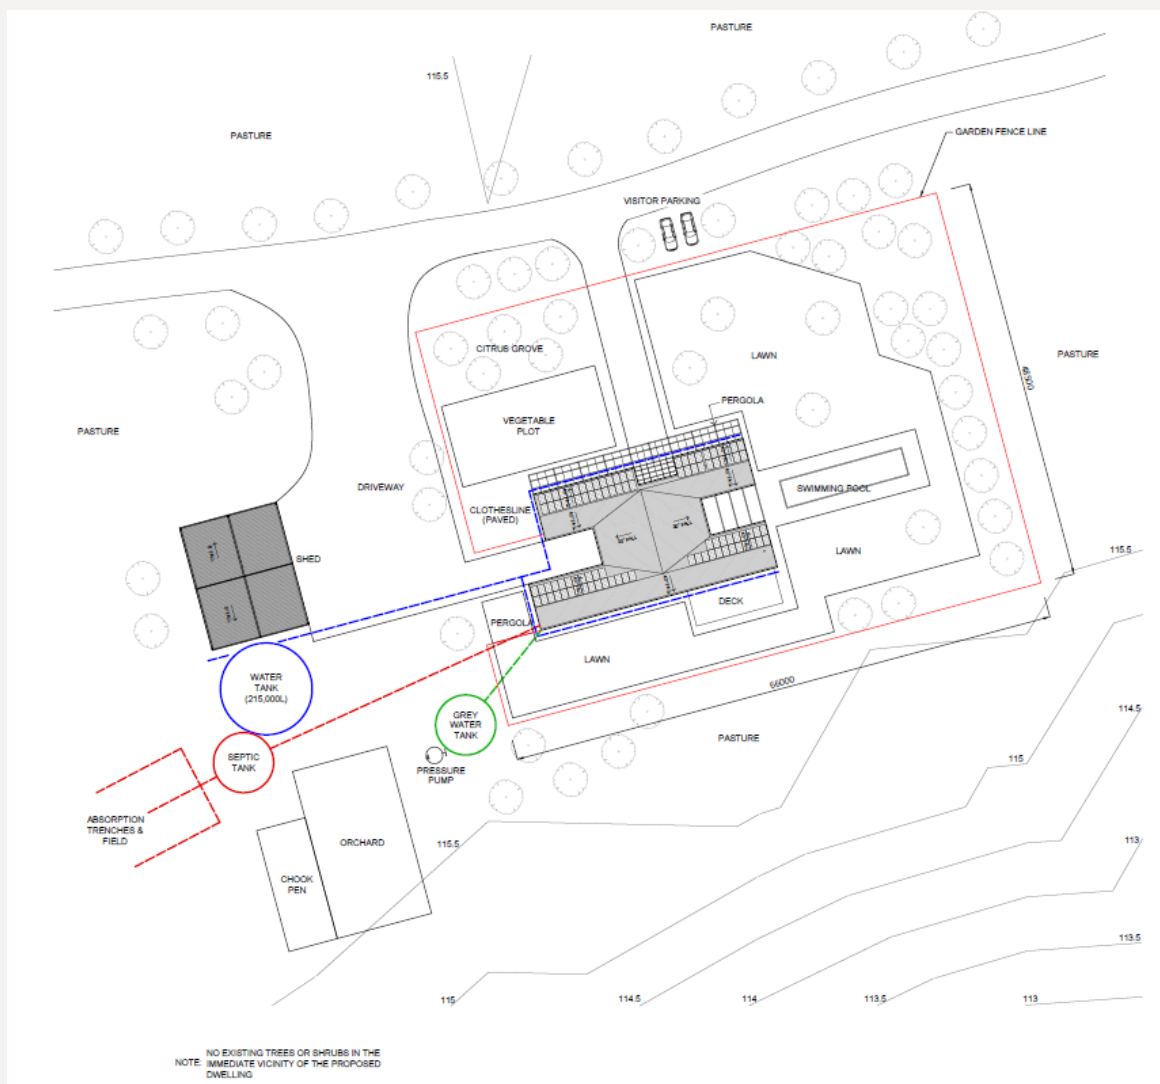 PASTURE
115.5
PASTURE
GARDEN FENCE LINE
VISITOR PARKING
CITRUS GROVE
LAWN
PASTURE
48500
PERGOLA
VEGETABLE
PLOT
PASTURE
DRIVEWAY
SWIMMING POOL
CLOTHESLINE
(PAVED)
SHED
LAWN
115.5
DECK
PERGOLA
LAWN
WATER
TANK
(215,000L)
66000
GREY
WATER
TANK
PASTURE
114.5
SEPTIC
TANK
PRESSURE
PUMP
115
ABSORPTION
TRENCHES &
FIELD
ORCHARD
115.5
113
CHOOK
PEN
113.5
115
114.5
114
113.5
113
NOTE: NO EXISTING TREES OR SHRUBS IN THE
IMMEDIATE VICINITY OF THE PROPOSED
DWELLING